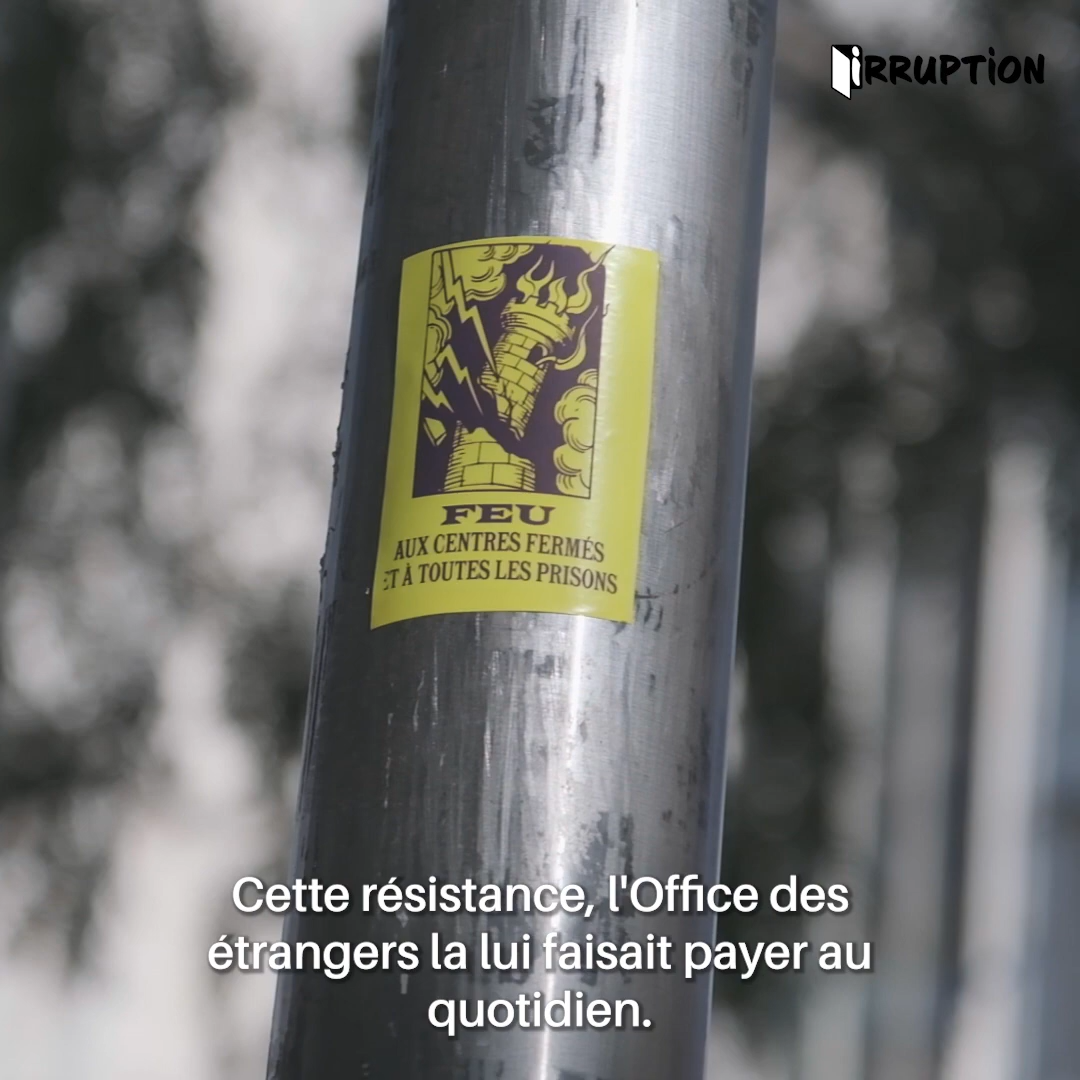 iRRUPTiON
FEU
AUX CENTRES FERMÉS
ET À TOUTES LES PRISONS
Cette résistance, l'Office des
étrangers la lui faisait payer au
quotidien.